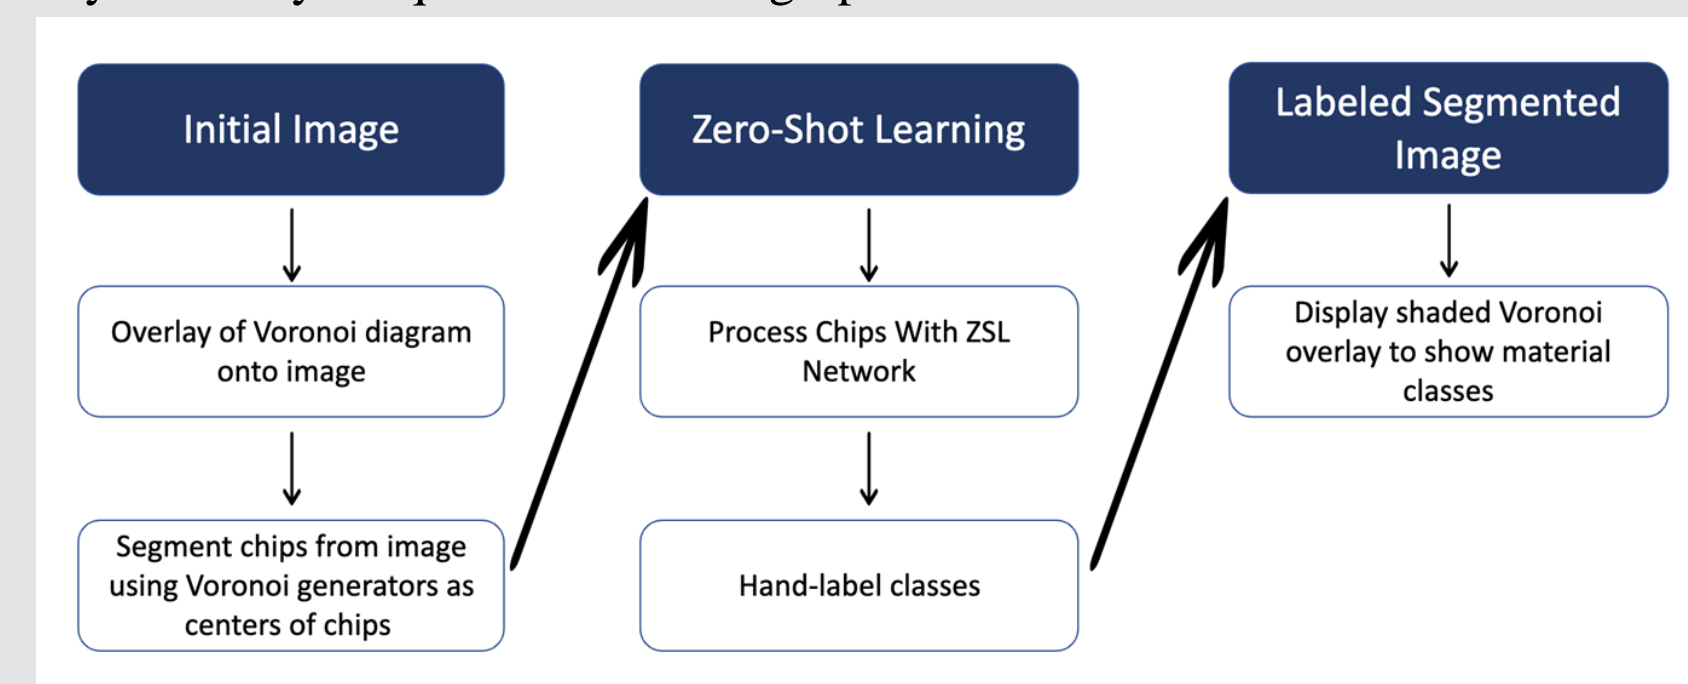 Initial Image
Overlay of Voronoi diagram
onto image
Segment chips from image
using Voronoi generators as
centers of chips
Zero-Shot Learning
Process Chips With ZSL
Network
Hand-label classes
Labeled Segmented
Image
Display shaded Voronoi
overlay to show material
classes